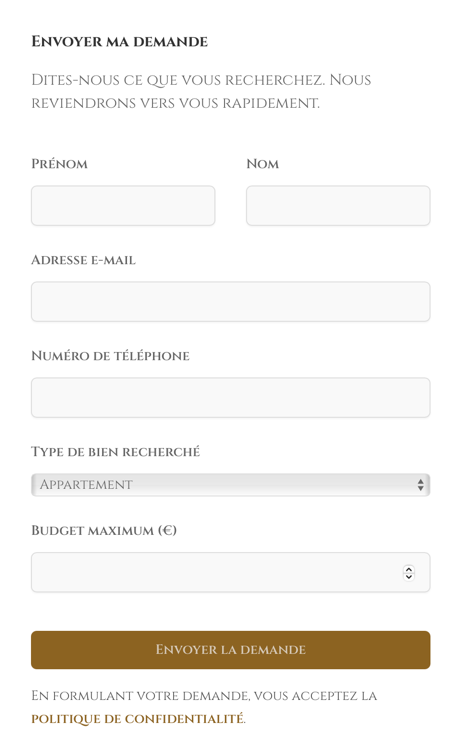 Envoyer ma demande
Dites-nous ce que vous recherchez. Nous
reviendrons vers vous rapidement.
Prénom
Nom
Adresse e-mail
Numéro de téléphone
Type de bien recherché
Appartement
Budget maximum (€)
Envoyer la demande
En formulant votre demande, vous acceptez la
politique de confidentialité.